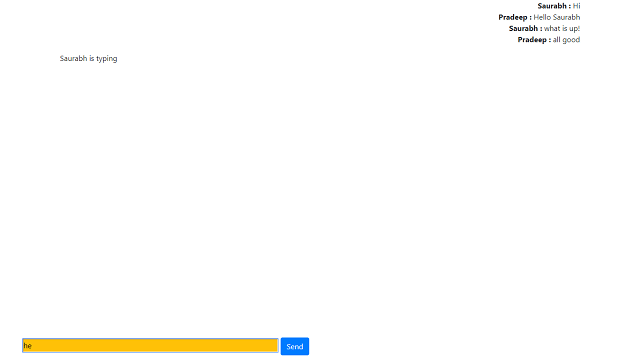 Saurabh : Hi
Pradeep : Hello Saurabh
Saurabh : what is up!
Pradeep : all good
Saurabh is typing
he
Send